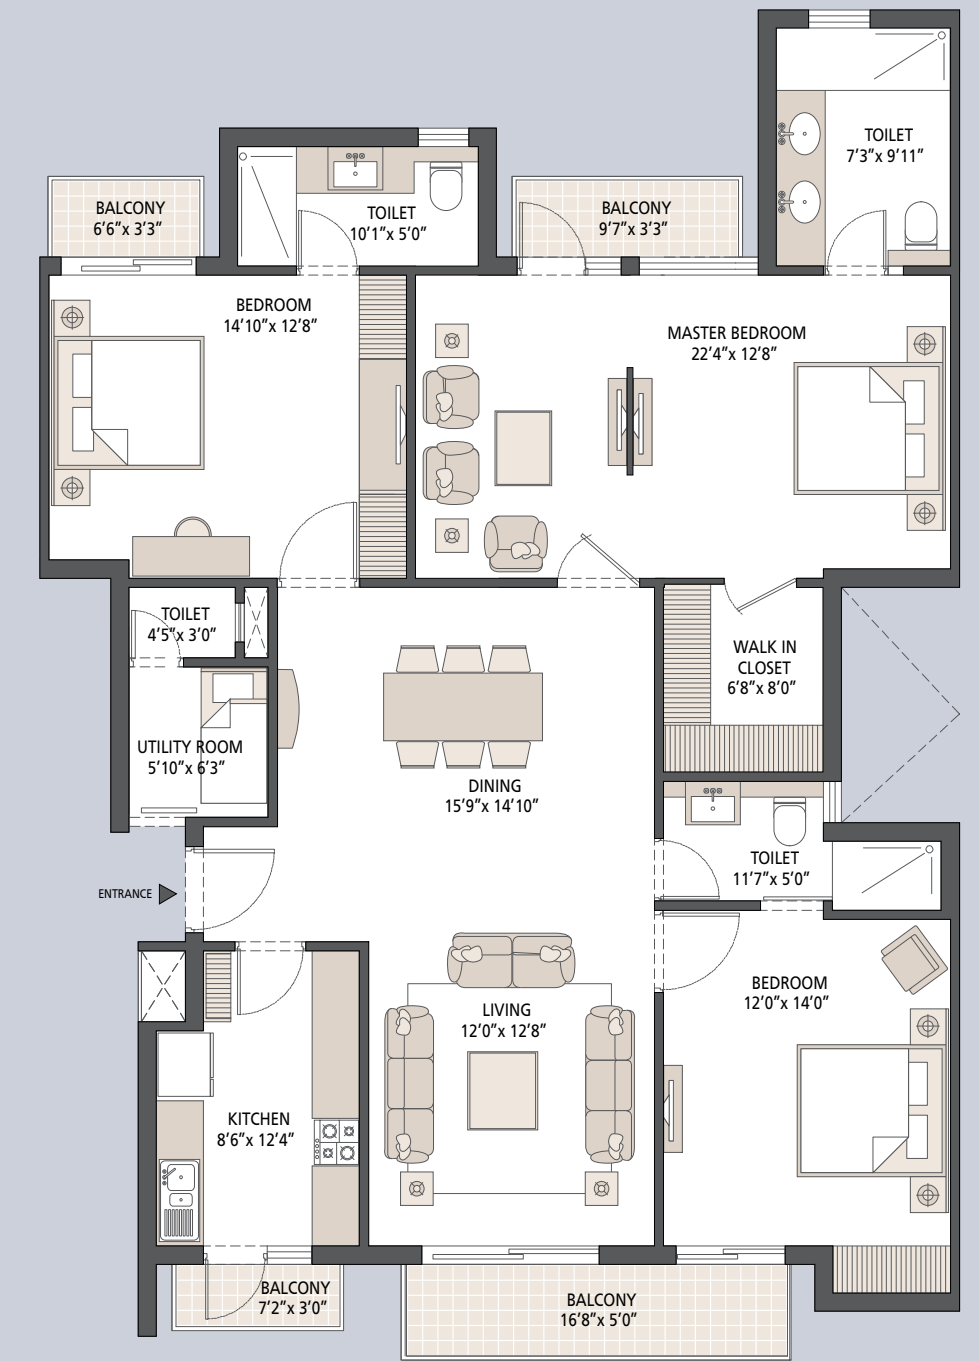 TOILET
7'3”x 9'11”
BALCONY
6'6”x 3'3”
TOILET
10'1”x 5'0”
BALCONY
9'7”x 3'3”
BEDROOM
14'10”x 12'8”
MASTER BEDROOM
22'4”x 12'8”
TOILET
4'5”x 3'0”
WALK IN
CLOSET
6'8”x 8'0”
UTILITY ROOM
5'10”x 6'3”
DINING
15'9”x 14'10”
TOILET
11'7”x 5'0”
ENTRANCE
BEDROOM
12'0”x 14'0”
LIVING
12'0”x 12'8”
KITCHEN
8'6”x 12'4”
BALCONY
7'2”x 3'0”
BALCONY
16'8”x 5'0”